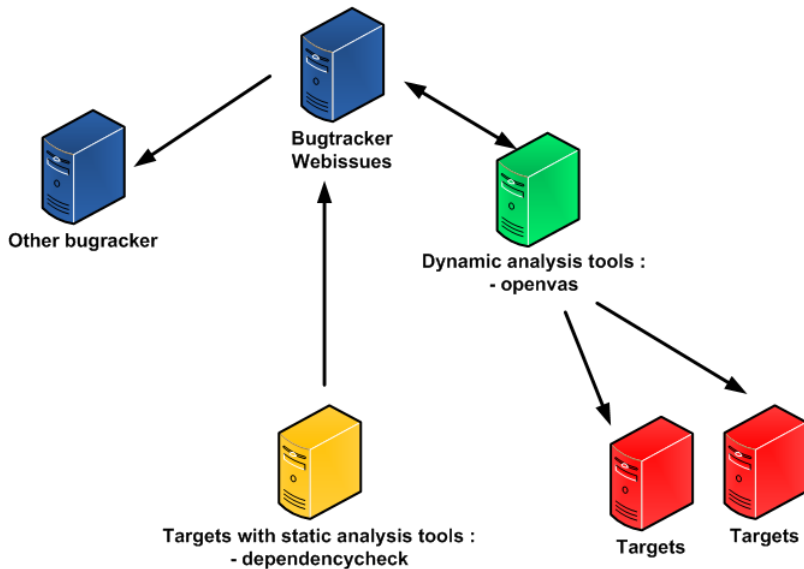 Bugtracker
Webissues
Other bugracker
Dynamic analysis tools :
- openvas
Targets with static analysis tools :
- dependencycheck
Targets
Targets